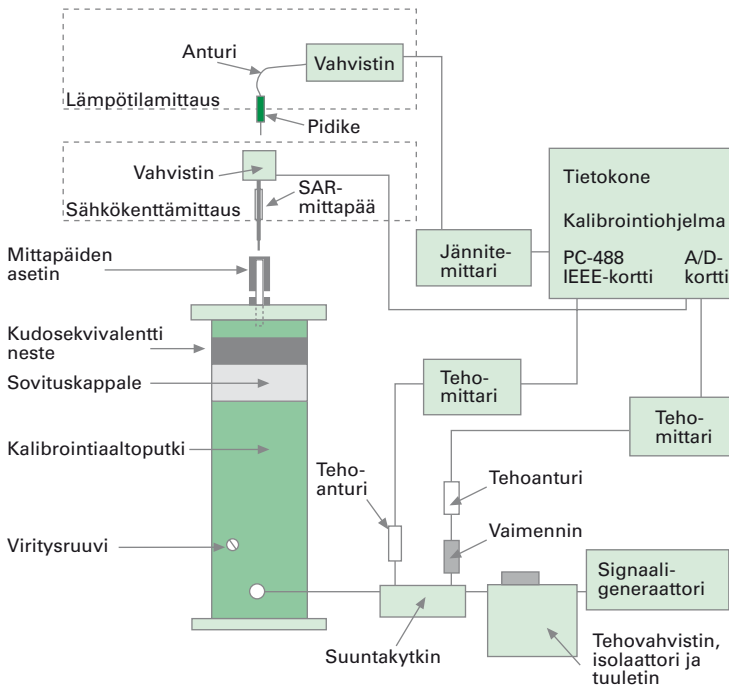 Anturi
Vahvistin
Lämpötilamittaus
Pidike
Vahvistin
SAR-
mittapää
Sähkökenttämittaus
Tietokone
Kalibrointiohjelma
PC-488
IEEE-kortti
A/D-
kortti
Jännite-
mittari
Mittapäiden
asetin
Kudosekvivalentti
neste
Sovituskappale
Teho-
mittari
Teho-
mittari
Kalibrointiaaltoputki
Teho-
anturi
Tehoanturi
Vaimennin
Viritysruuvi
Signaali-
generaattori
Suuntakytkin
Tehovahvistin,
isolaattori ja
tuuletin